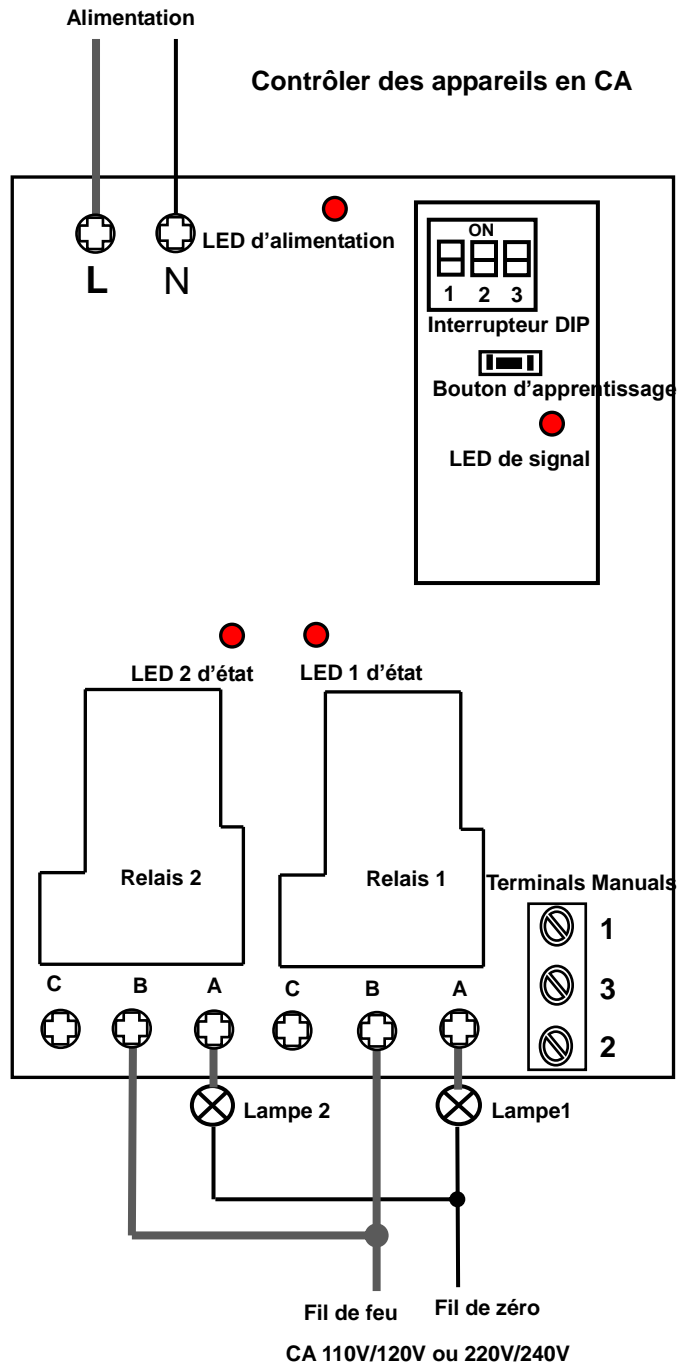 Alimentation
Contrôler des appareils en CA
LED d'alimentation
L N
ON
1 2 3
Interrupteur DIP
Bouton d'apprentissage
LED de signal
LED 2 d'état
LED 1 d'état
Relais 2
Relais 1
Terminals Manuals
1
3
2
C B A C B A
Lampe 2
Lampe1
Fil de feu
Fil de zéro
CA 110V/120V ou 220V/240V